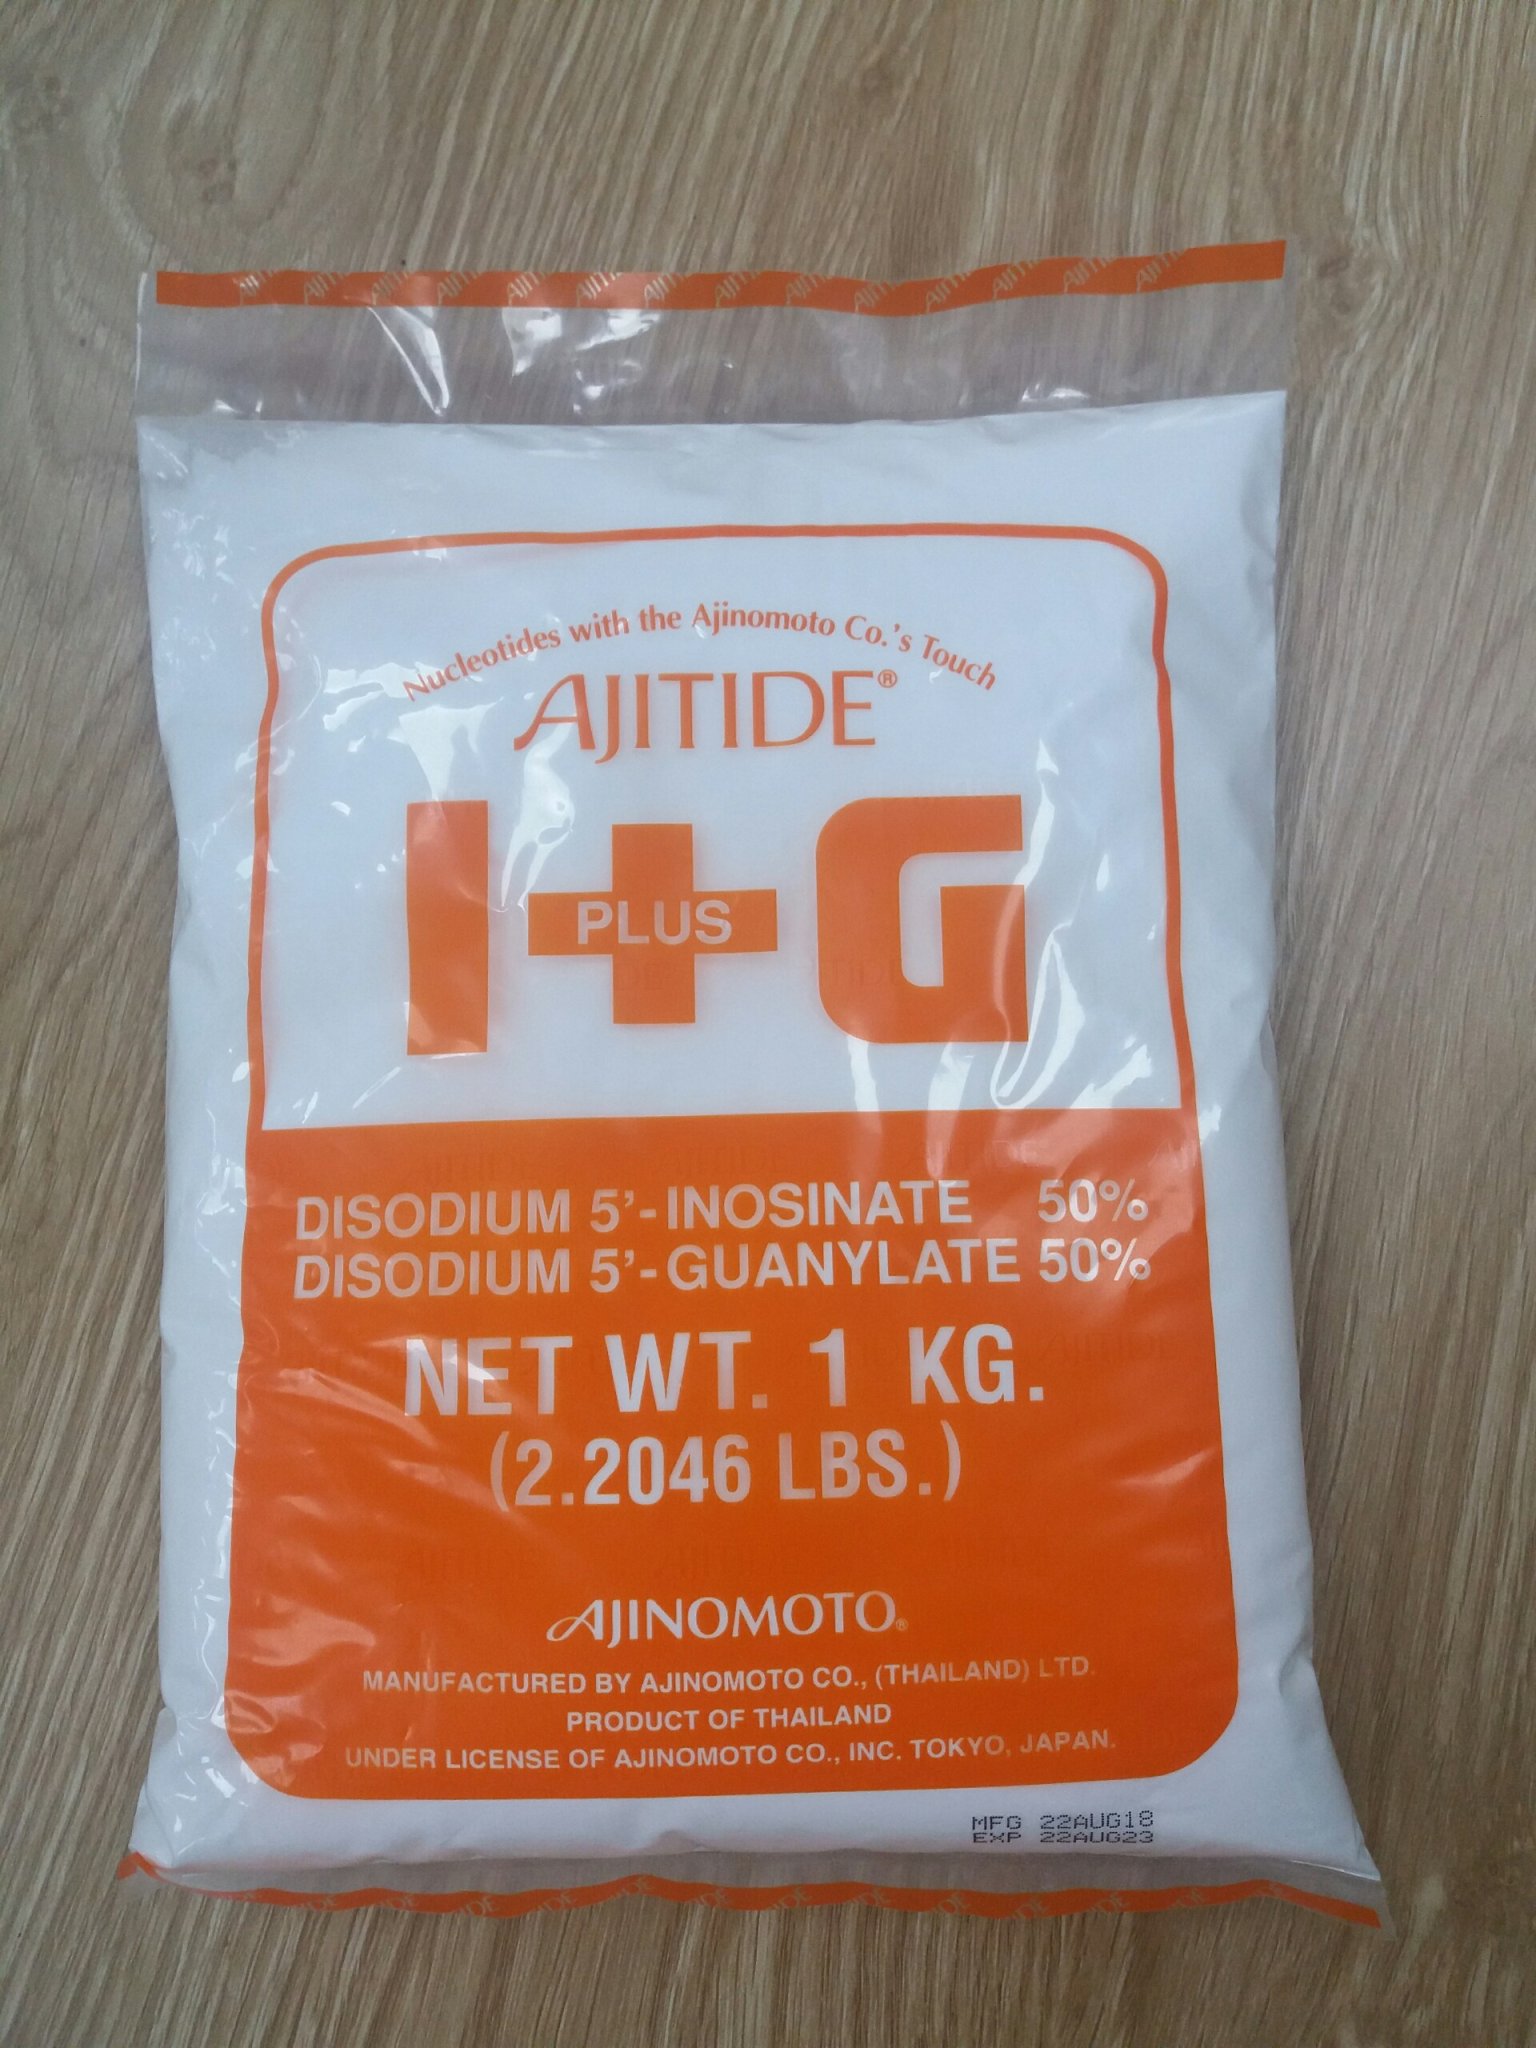 Nucleotides with the Ajinomoto Co.'s Touch
AJITIDE®
I PLUS G
DISODIUM 5'-INOSINATE 50%
DISODIUM 5'-GUANYLATE 50%
NET WT. 1 KG.
(2.2046 LBS.)
AJINOMOTO®
MANUFACTURED BY AJINOMOTO CO., (THAILAND) LTD.
PRODUCT OF THAILAND
UNDER LICENSE OF AJINOMOTO CO., INC. TOKYO, JAPAN.
MFG 22AUG18
EXP 22AUG23